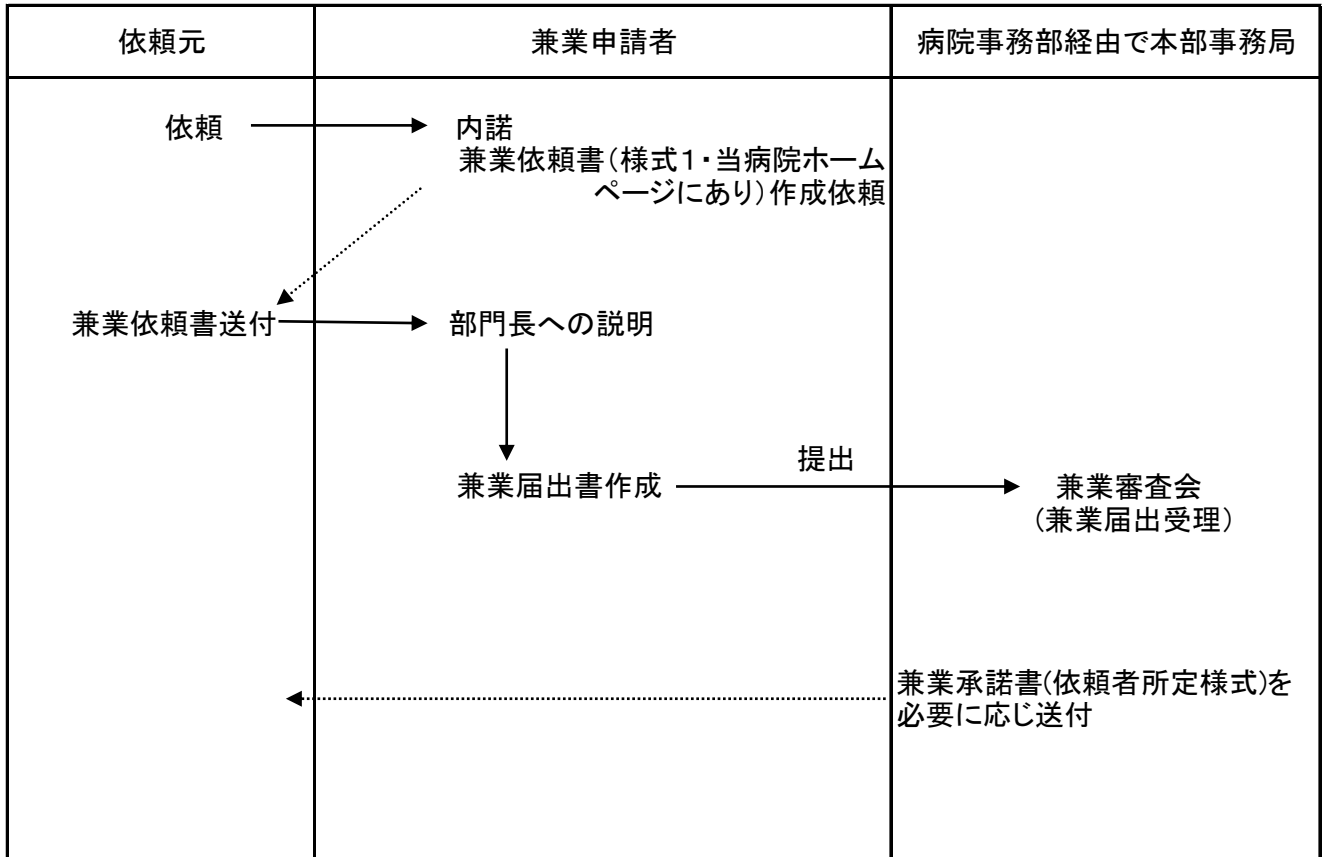 依頼元
兼業申請者
病院事務部経由で本部事務局
依頼
内諾
兼業依頼書(様式1・当病院ホーム
ページにあり)作成依頼
兼業依頼書送付
部門長への説明
提出
兼業届出書作成
兼業審査会
(兼業届出受理)
兼業承諾書(依頼者所定様式)を
必要に応じ送付